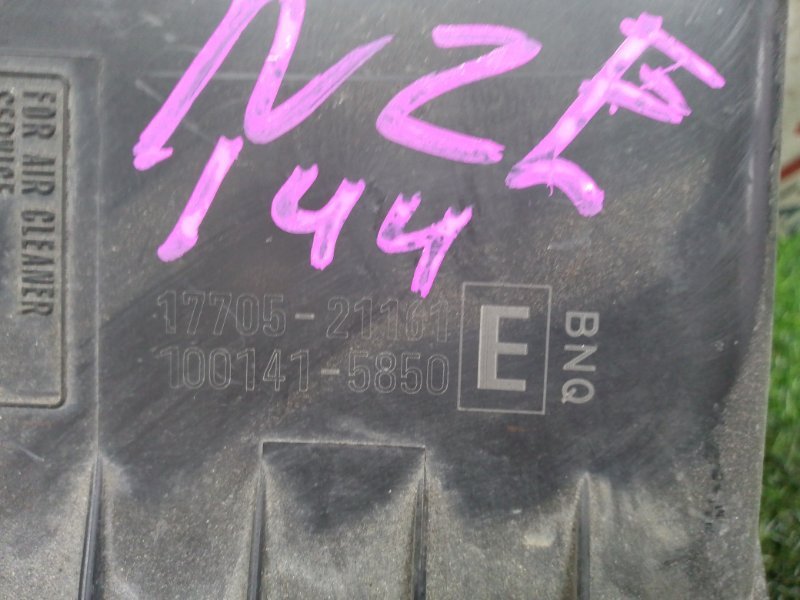 NZE
144
FOR AIR CLEANER
SERVICE
17705-21161
100141-5850
E
BNQ